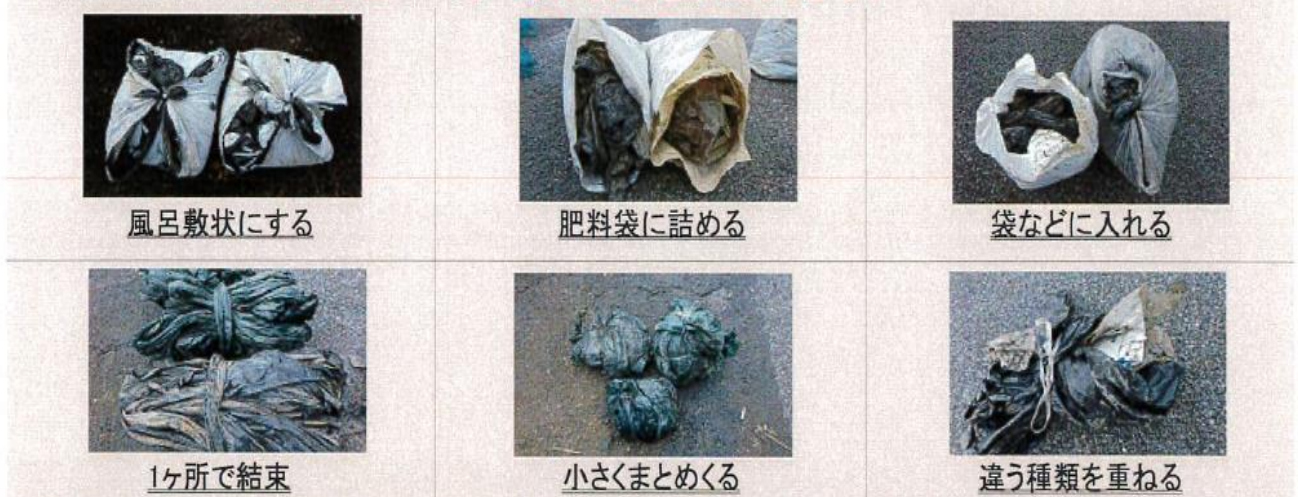 風呂敷状にする
肥料袋に詰める
袋などに入れる
1ヶ所で結束
小さくまとめくる
違う種類を重ねる